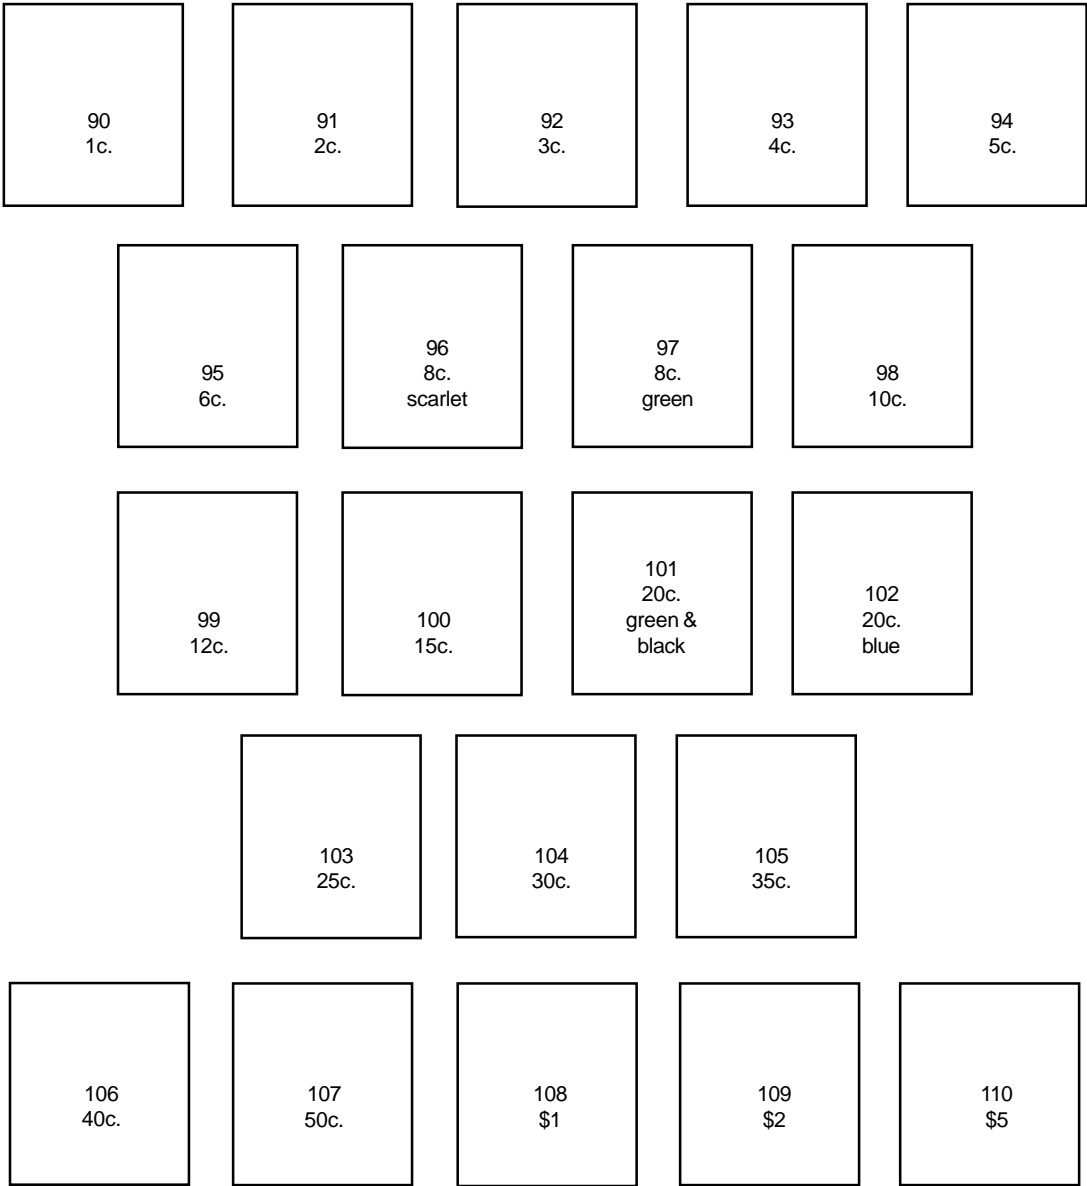 90
1c.
91
2c.
92
3c.
93
4c.
94
5c.
95
6c.
96
8c.
scarlet
97
8c.
green
98
10c.
99
12c.
100
15c.
101
20c.
green &
black
102
20c.
blue
103
25c.
104
30c.
105
35c.
106
40c.
107
50c.
108
$1
109
$2
110
$5